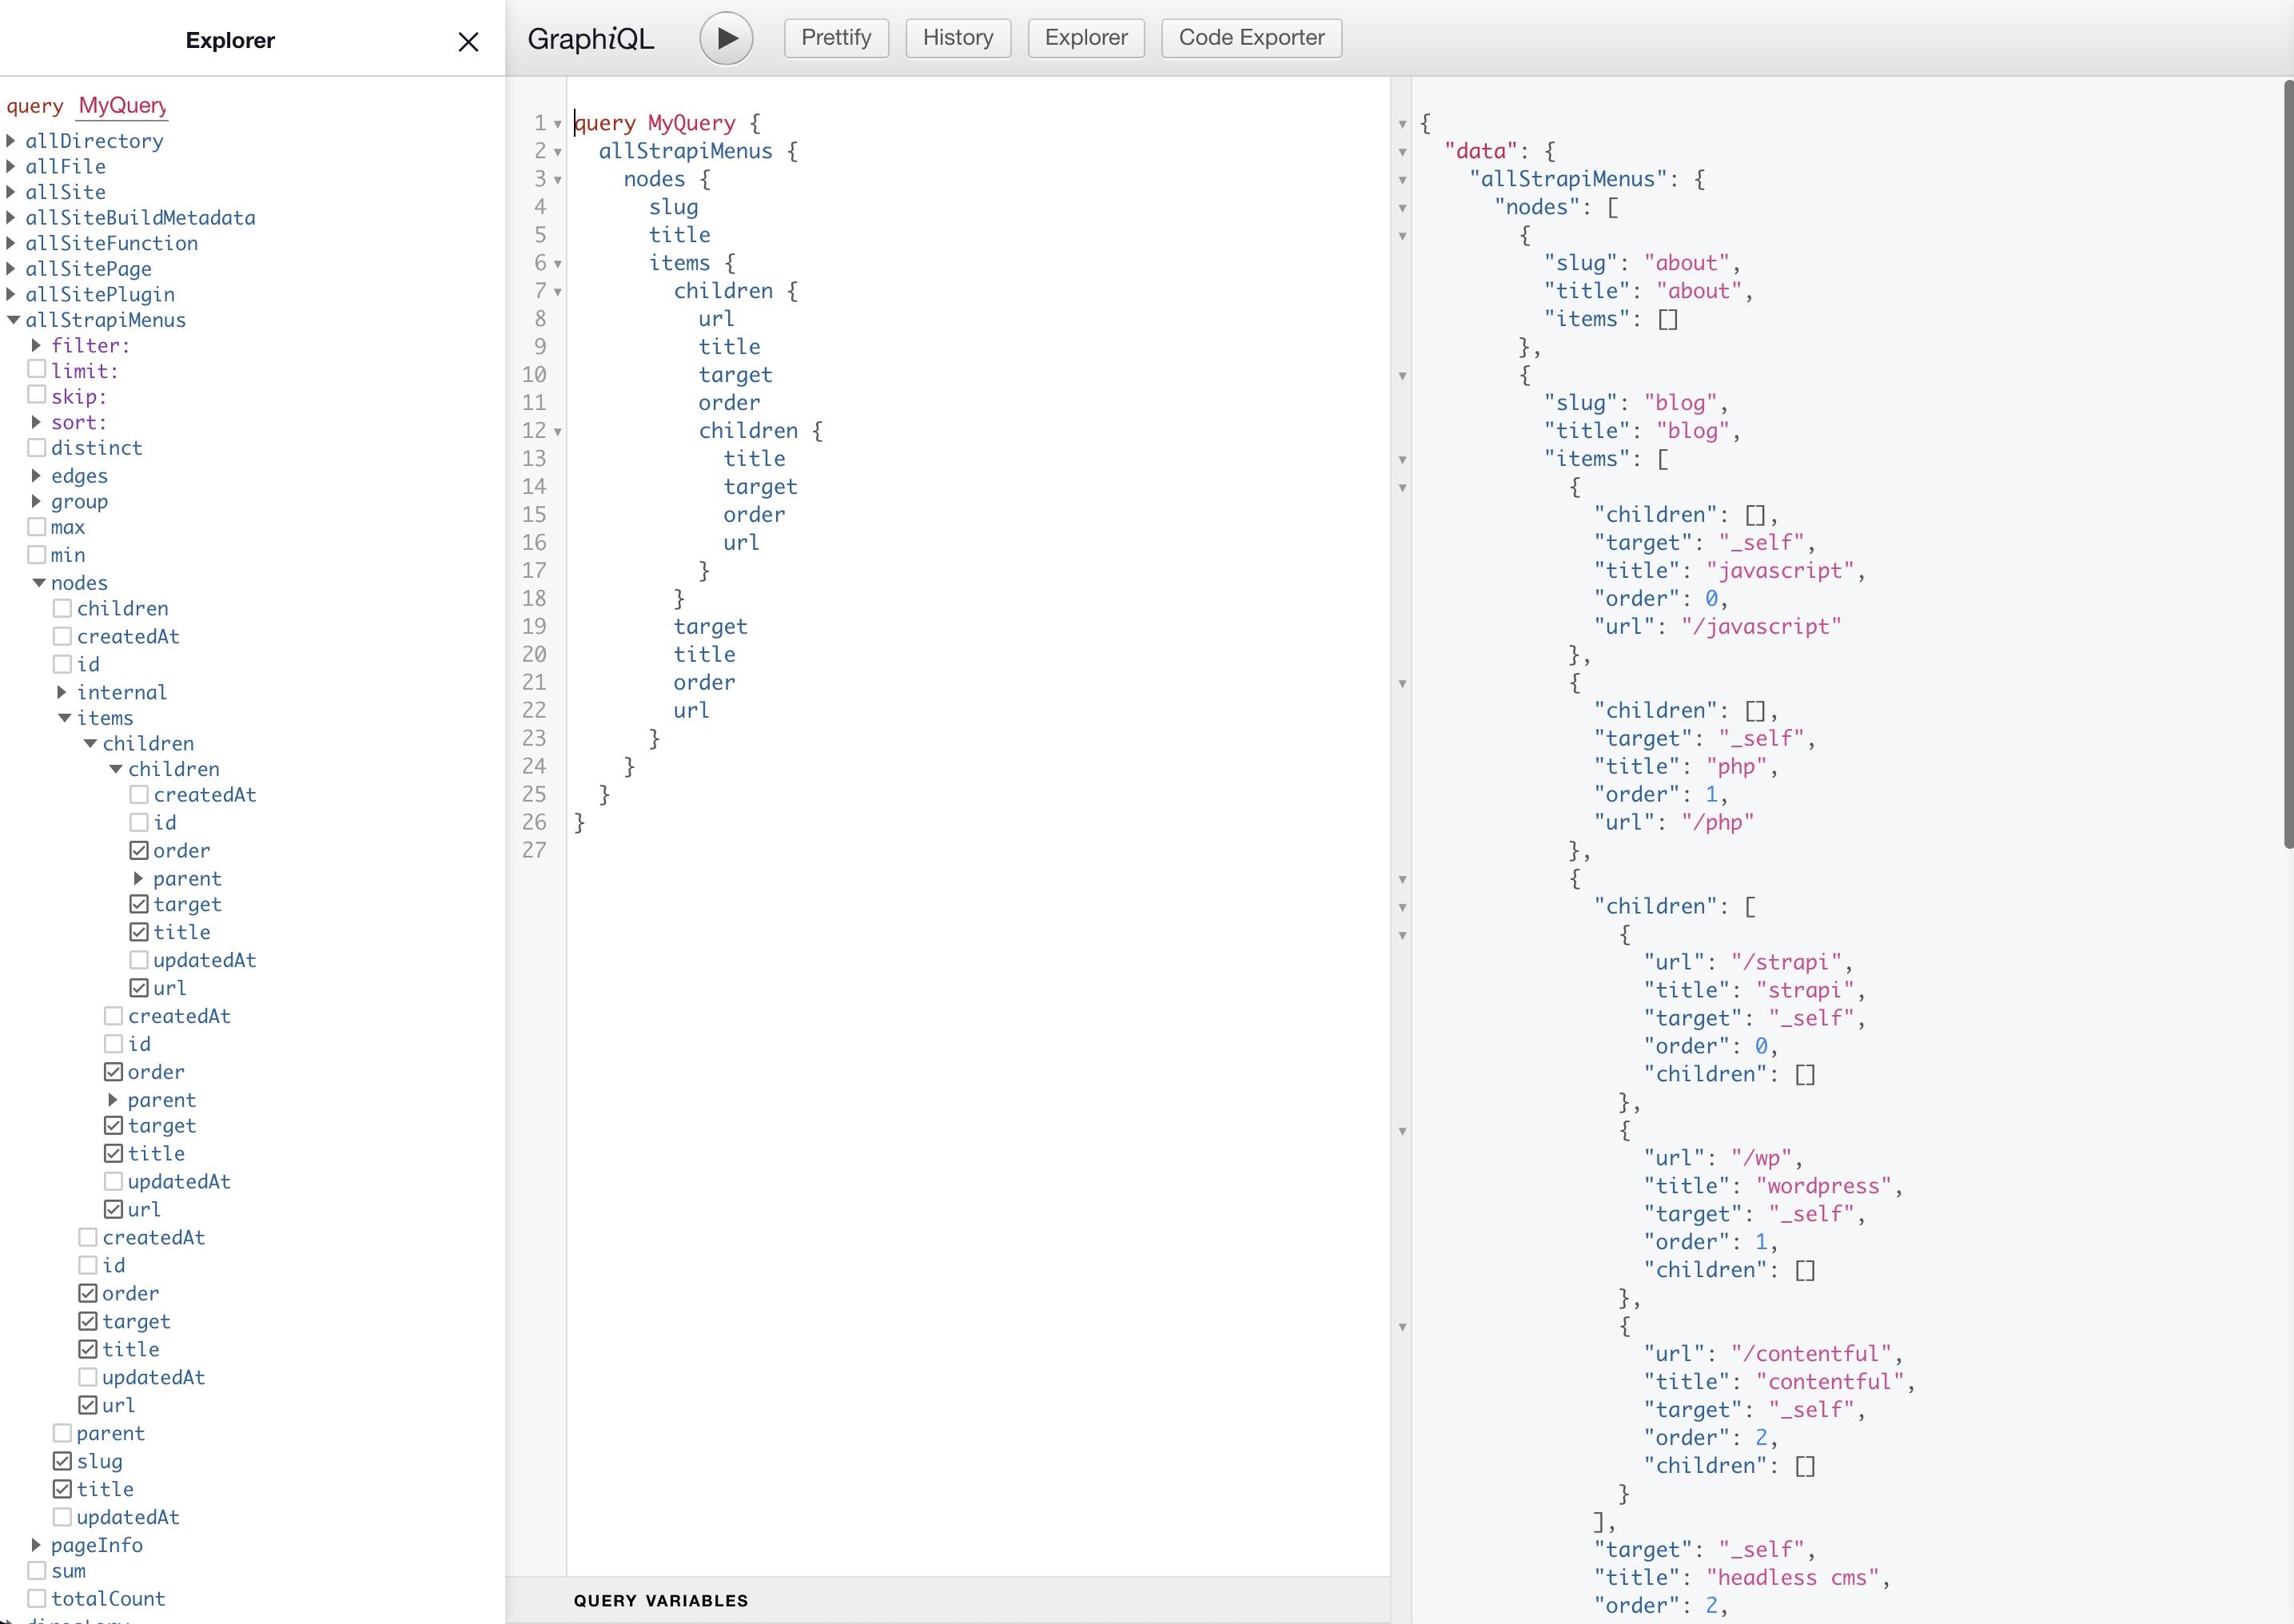 Explorer
query MyQuery
allDirectory
allFile
allSite
allSiteBuildMetadata
allSiteFunction
allSitePage
allSitePlugin
allStrapiMenus
filter:
limit:
skip:
sort:
distinct
edges
group
max
min
nodes
children
createdAt
id
internal
items
children
children
createdAt
id
order
parent
target
title
updatedAt
url
createdAt
id
order
parent
target
title
updatedAt
url
createdAt
id
order
target
title
updatedAt
url
parent
slug
title
updatedAt
pageInfo
sum
totalCount
directory
GraphiQL
Prettify
History
Explorer
Code Exporter
1 query MyQuery {
2 allStrapiMenus {
3 nodes {
4 slug
5 title
6 items {
7 children {
8 url
9 title
10 target
11 order
12 children {
13 title
14 target
15 order
16 url
17 }
18 }
19 target
20 title
21 order
22 url
23 }
24 }
25 }
26 }
27
QUERY VARIABLES
{
"data": {
"allStrapiMenus": {
"nodes": [
{
"slug": "about",
"title": "about",
"items": []
},
{
"slug": "blog",
"title": "blog",
"items": [
{
"children": [],
"target": "_self",
"title": "javascript",
"order": 0,
"url": "/javascript"
},
{
"children": [],
"target": "_self",
"title": "php",
"order": 1,
"url": "/php"
},
{
"children": [
{
"url": "/strapi",
"title": "strapi",
"target": "_self",
"order": 0,
"children": []
},
{
"url": "/wp",
"title": "wordpress",
"target": "_self",
"order": 1,
"children": []
},
{
"url": "/contentful",
"title": "contentful",
"target": "_self",
"order": 2,
"children": []
}
],
"target": "_self",
"title": "headless cms",
"order": 2,